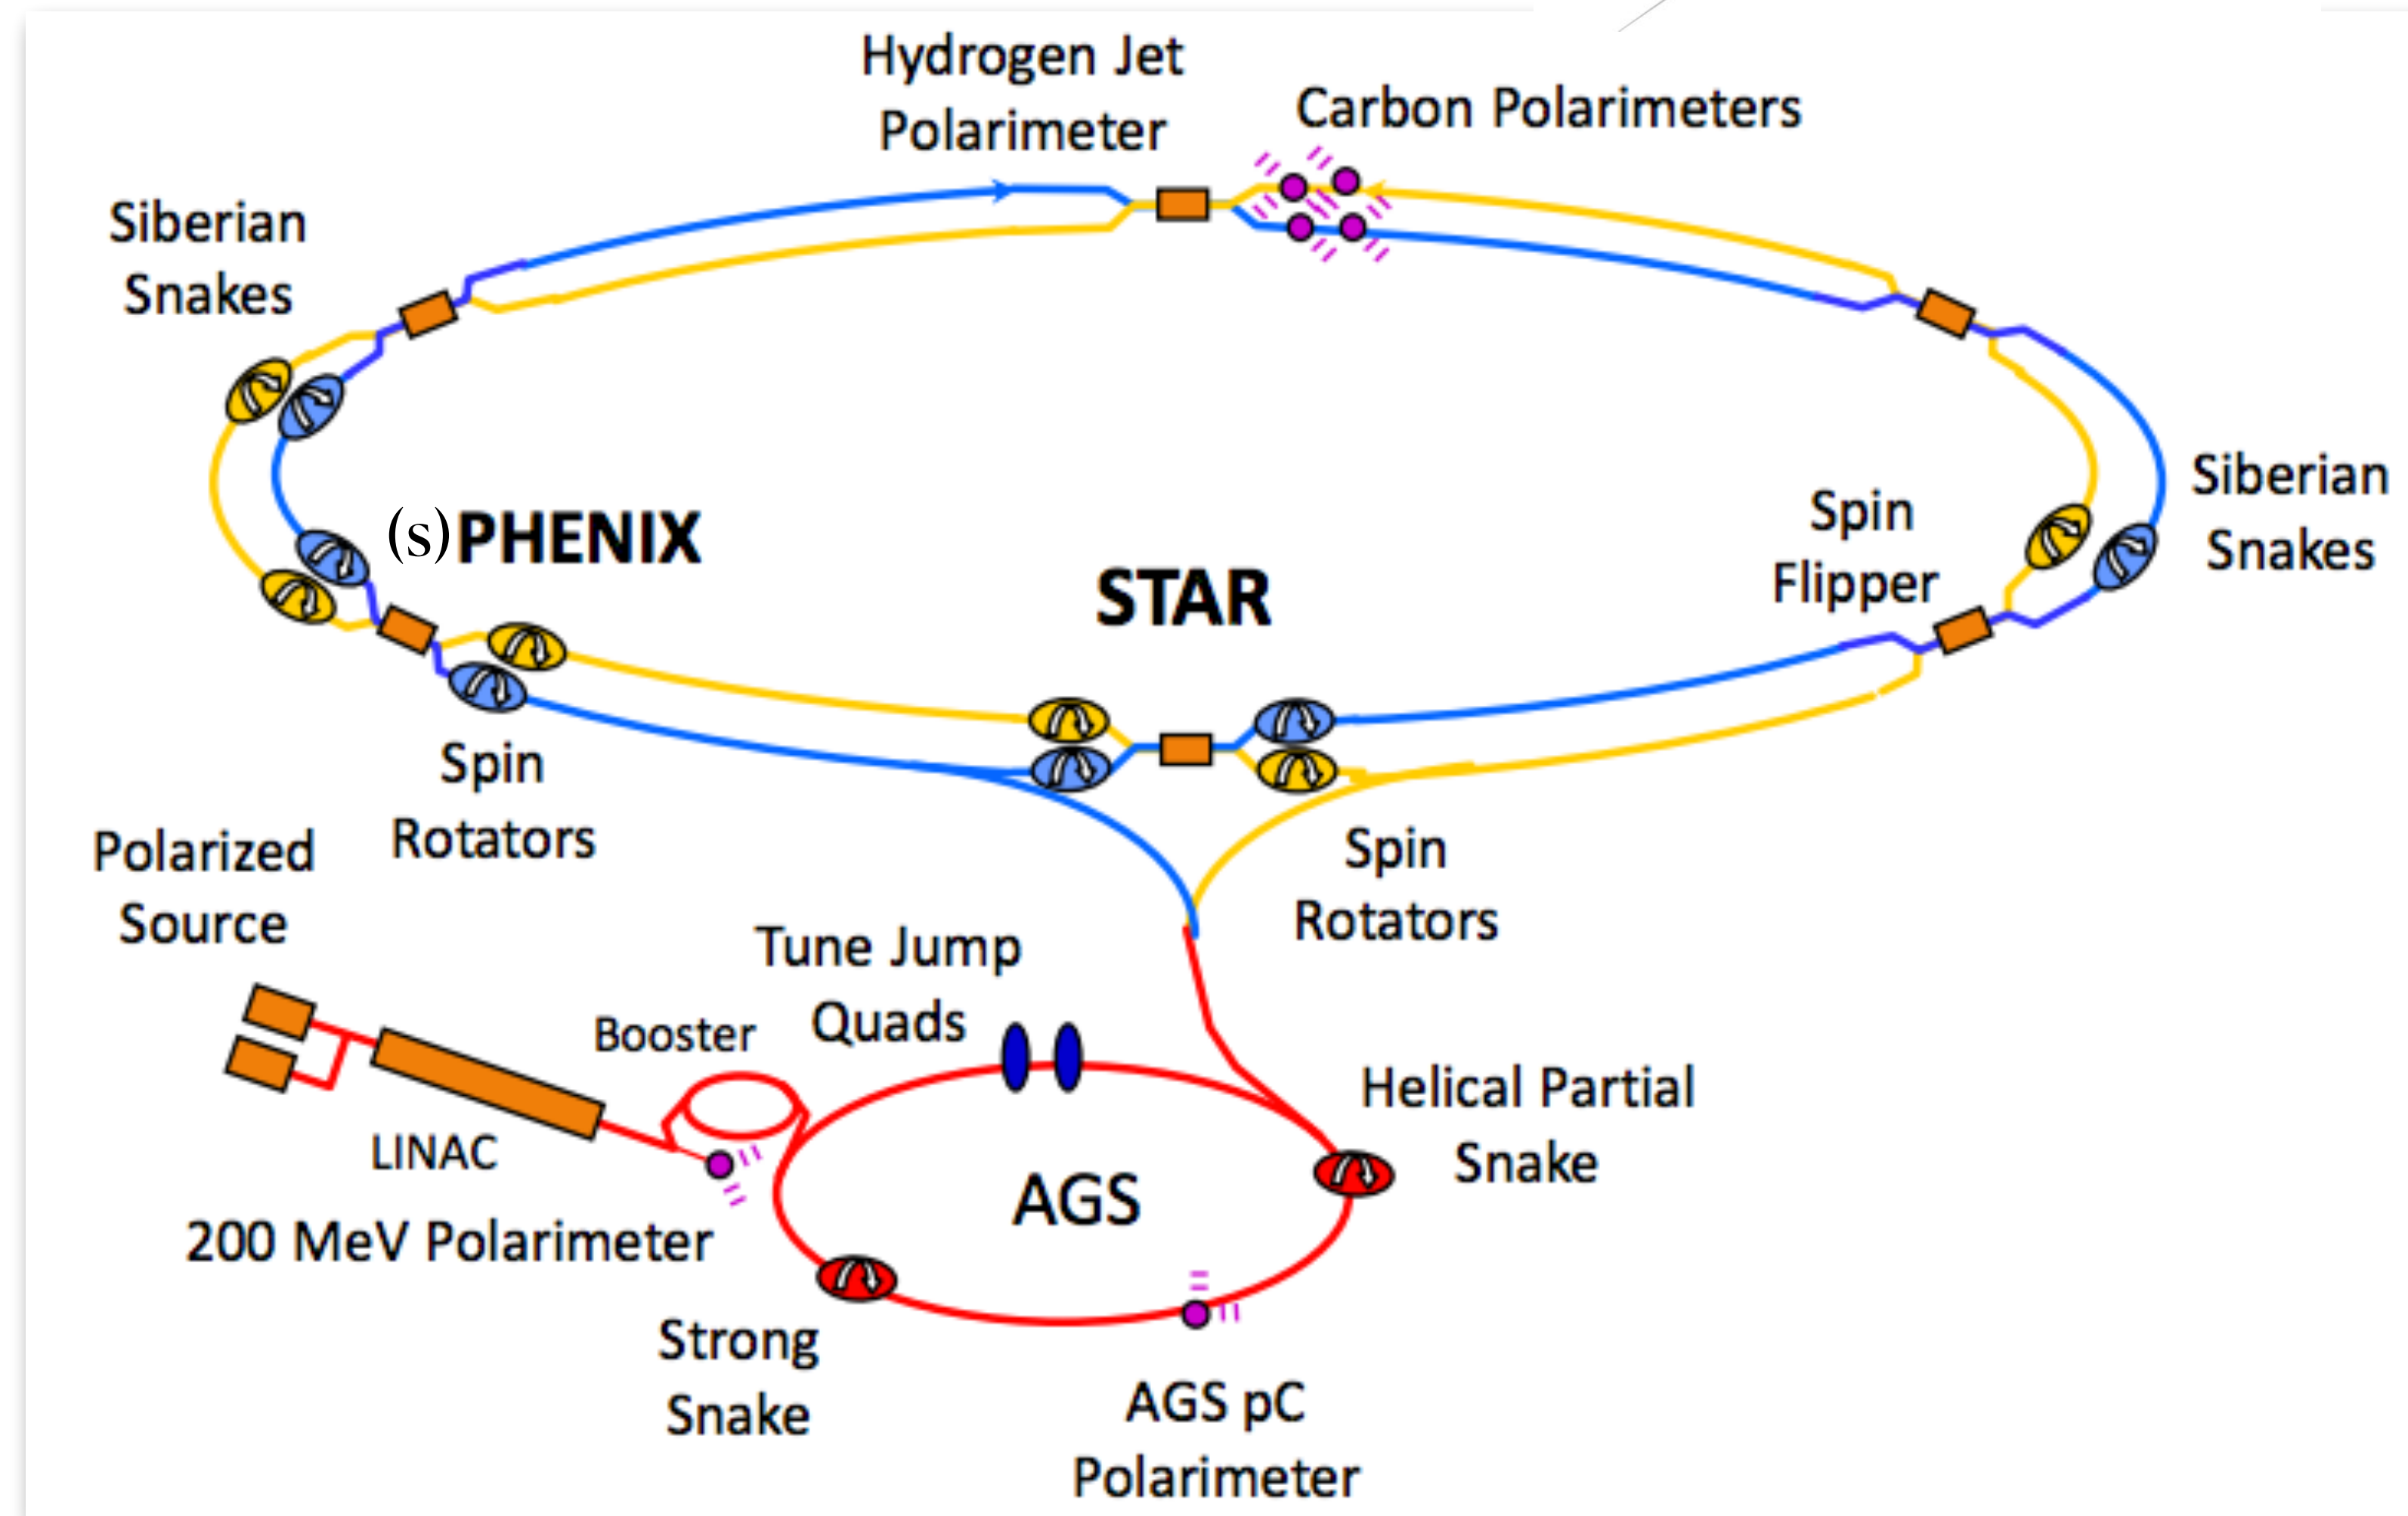 Hydrogen Jet
Polarimeter
Carbon Polarimeters
Siberian
Snakes
(s) PHENIX
STAR
Spin
Flipper
Siberian
Snakes
Spin
Rotators
Polarized
Source
Spin
Rotators
Tune Jump
Quads
Booster
LINAC
Helical Partial
Snake
AGS
200 MeV Polarimeter
Strong
Snake
AGS pC
Polarimeter